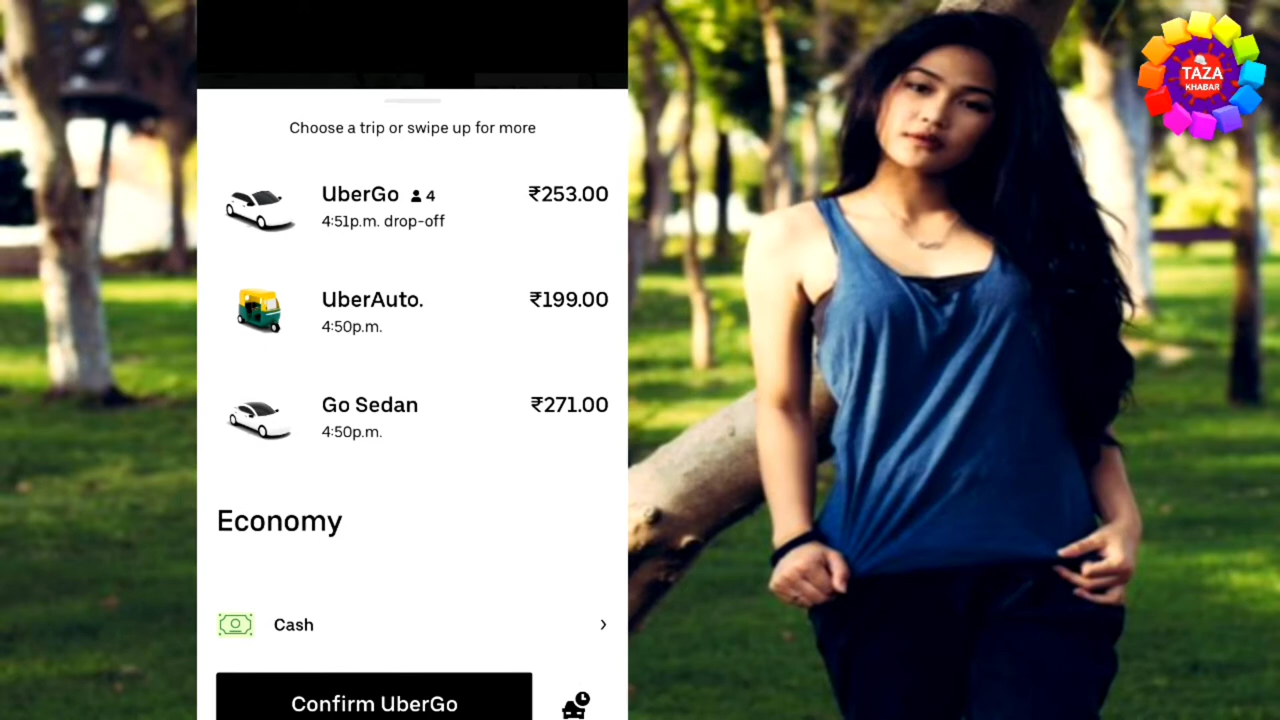 Choose a trip or swipe up for more
UberGo 4 ₹253.00
4:51p.m. drop-off
UberAuto. ₹199.00
4:50p.m.
Go Sedan ₹271.00
4:50p.m.
Economy
Cash
Confirm UberGo
TAZA
KHABAR